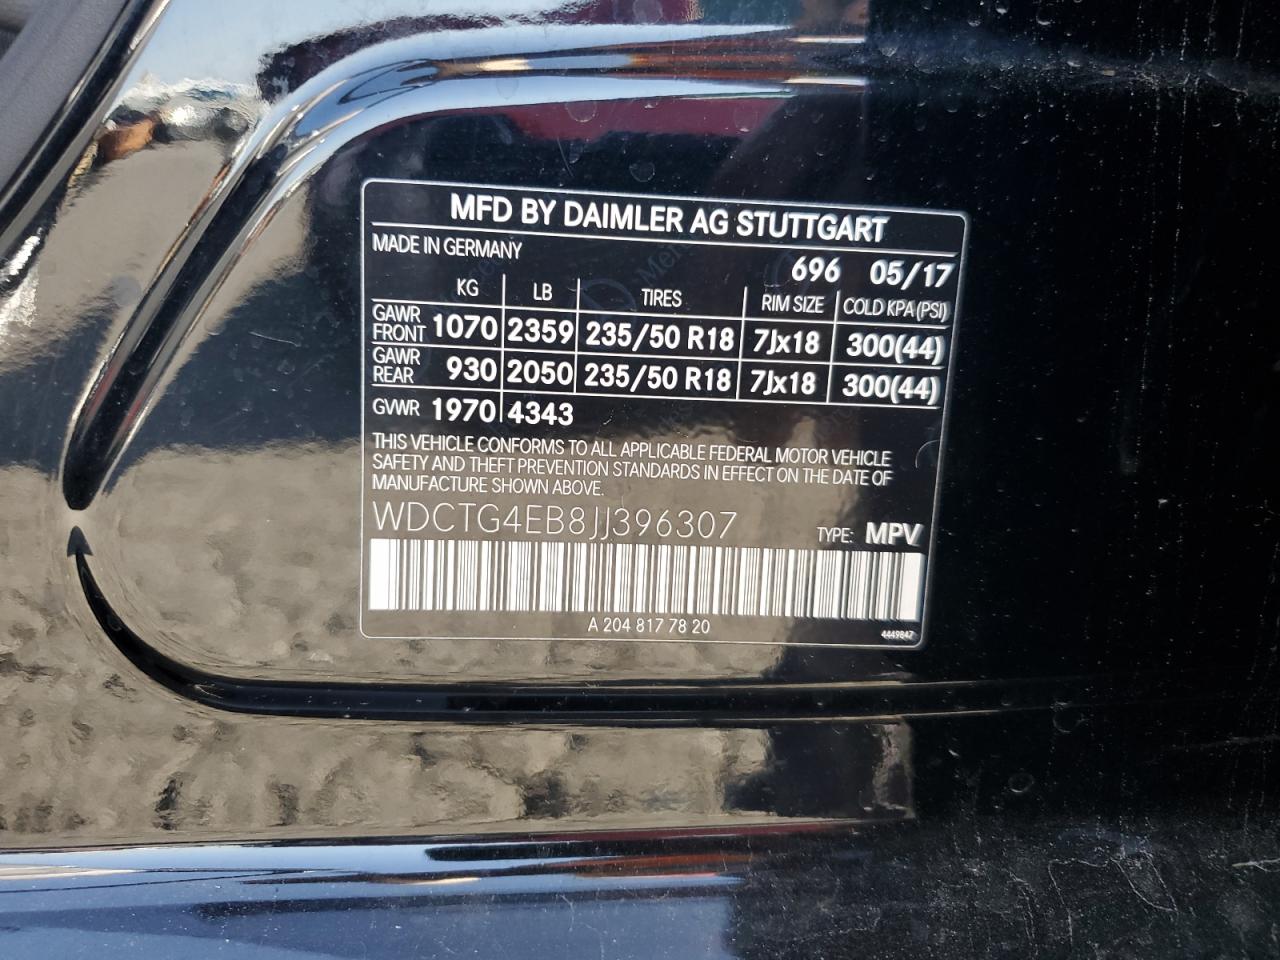 MFD BY DAIMLER AG STUTTGART
MADE IN GERMANY
696 05/17
KG LB TIRES RIM SIZE COLD KPA (PSI)
GAWR FRONT 1070 2359 235/50 R18 7Jx18 300(44)
GAWR REAR 930 2050 235/50 R18 7Jx18 300(44)
GVWR 1970 4343
THIS VEHICLE CONFORMS TO ALL APPLICABLE FEDERAL MOTOR VEHICLE
SAFETY AND THEFT PREVENTION STANDARDS IN EFFECT ON THE DATE OF
MANUFACTURE SHOWN ABOVE.
WDCTG4EB8JJ396307 TYPE: MPV
A 204 817 78 20
4449847